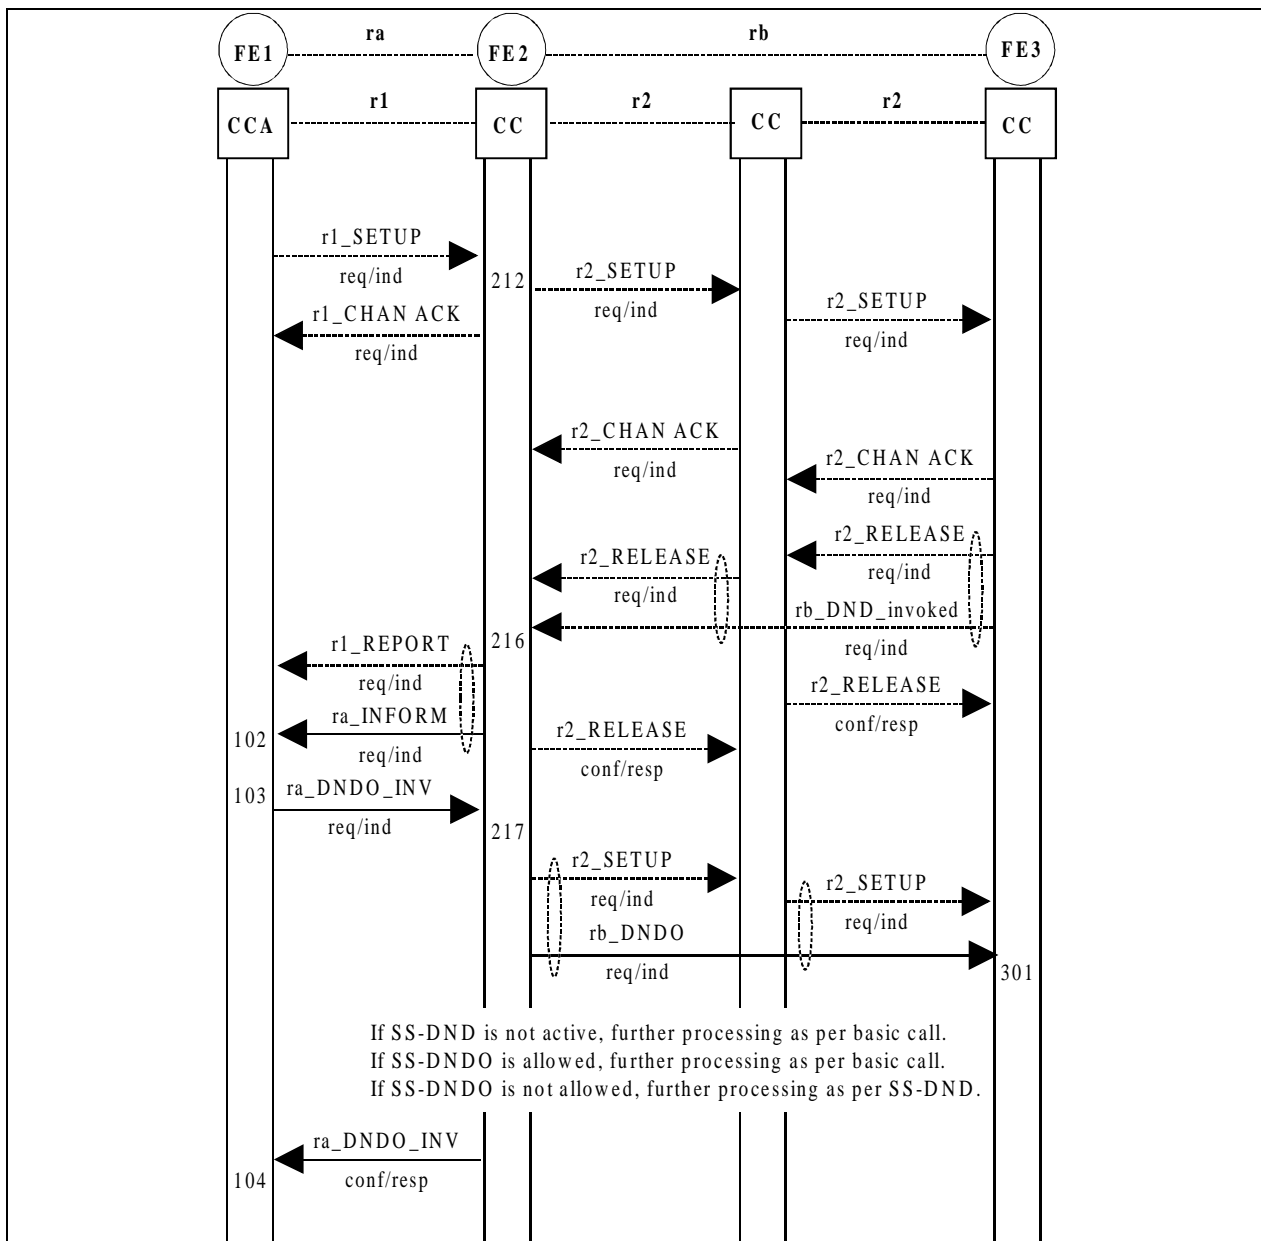 ra rb
FE1 FE2 FE3
r1 r2 r2
CCA CC CC CC
r1_SETUP
req/ind
212
r2_SETUP
req/ind
r2_SETUP
req/ind
r1_CHAN ACK
req/ind
r2_CHAN ACK
req/ind
r2_CHAN ACK
req/ind
r2_RELEASE
req/ind
r2_RELEASE
req/ind
rb_DND_invoked
req/ind
216
r1_REPORT
req/ind
r2_RELEASE
conf/resp
ra_INFORM
req/ind
102
r2_RELEASE
conf/resp
103
ra_DNDO_INV
req/ind
217
r2_SETUP
req/ind
r2_SETUP
req/ind
rb_DNDO
req/ind
301
If SS-DND is not active, further processing as per basic call.
If SS-DNDO is allowed, further processing as per basic call.
If SS-DNDO is not allowed, further processing as per SS-DND.
ra_DNDO_INV
conf/resp
104